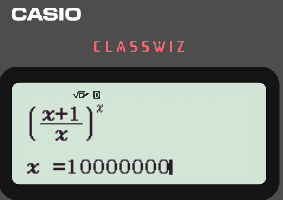 CASIO
CLASSWIZ
√□ D
(x+1/x)^x
x =10000000